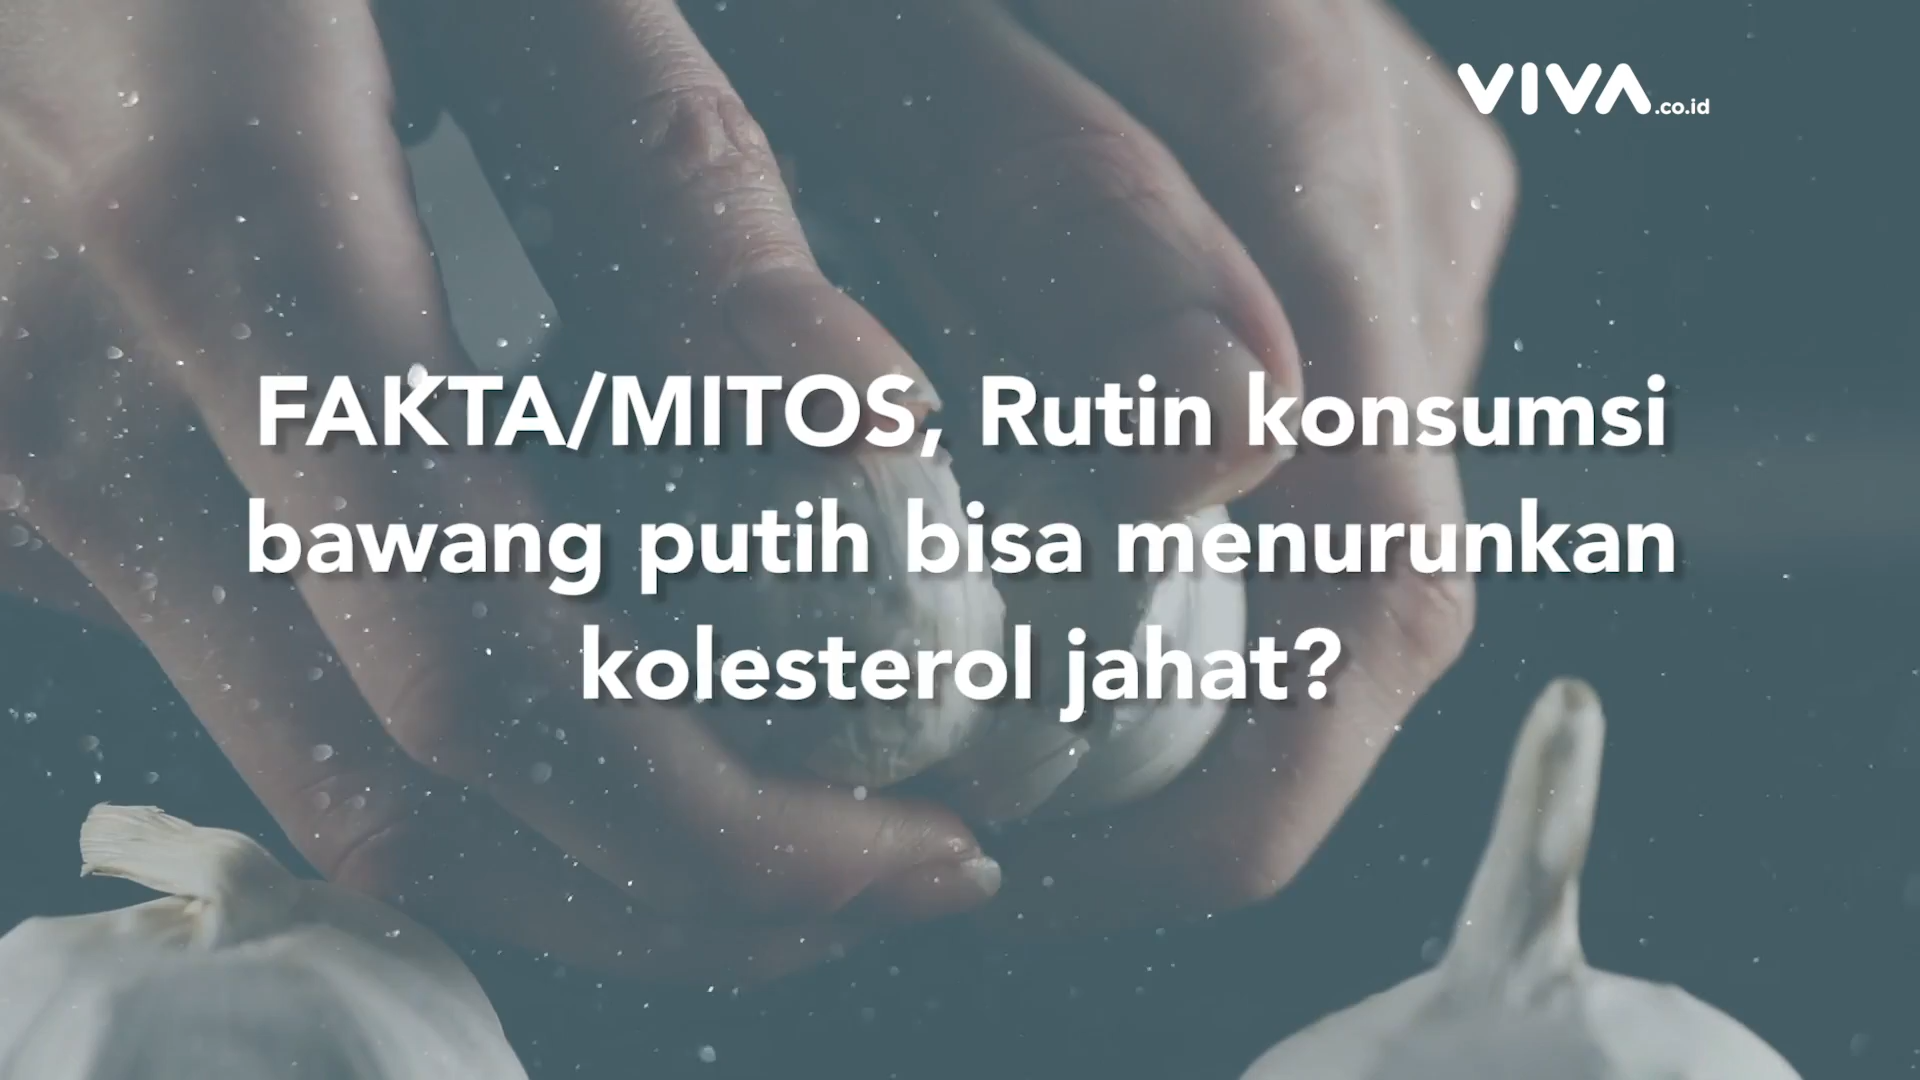 VIVA.co.id
FAKTA/MITOS, Rutin konsumsi
bawang putih bisa menurunkan
kolesterol jahat?